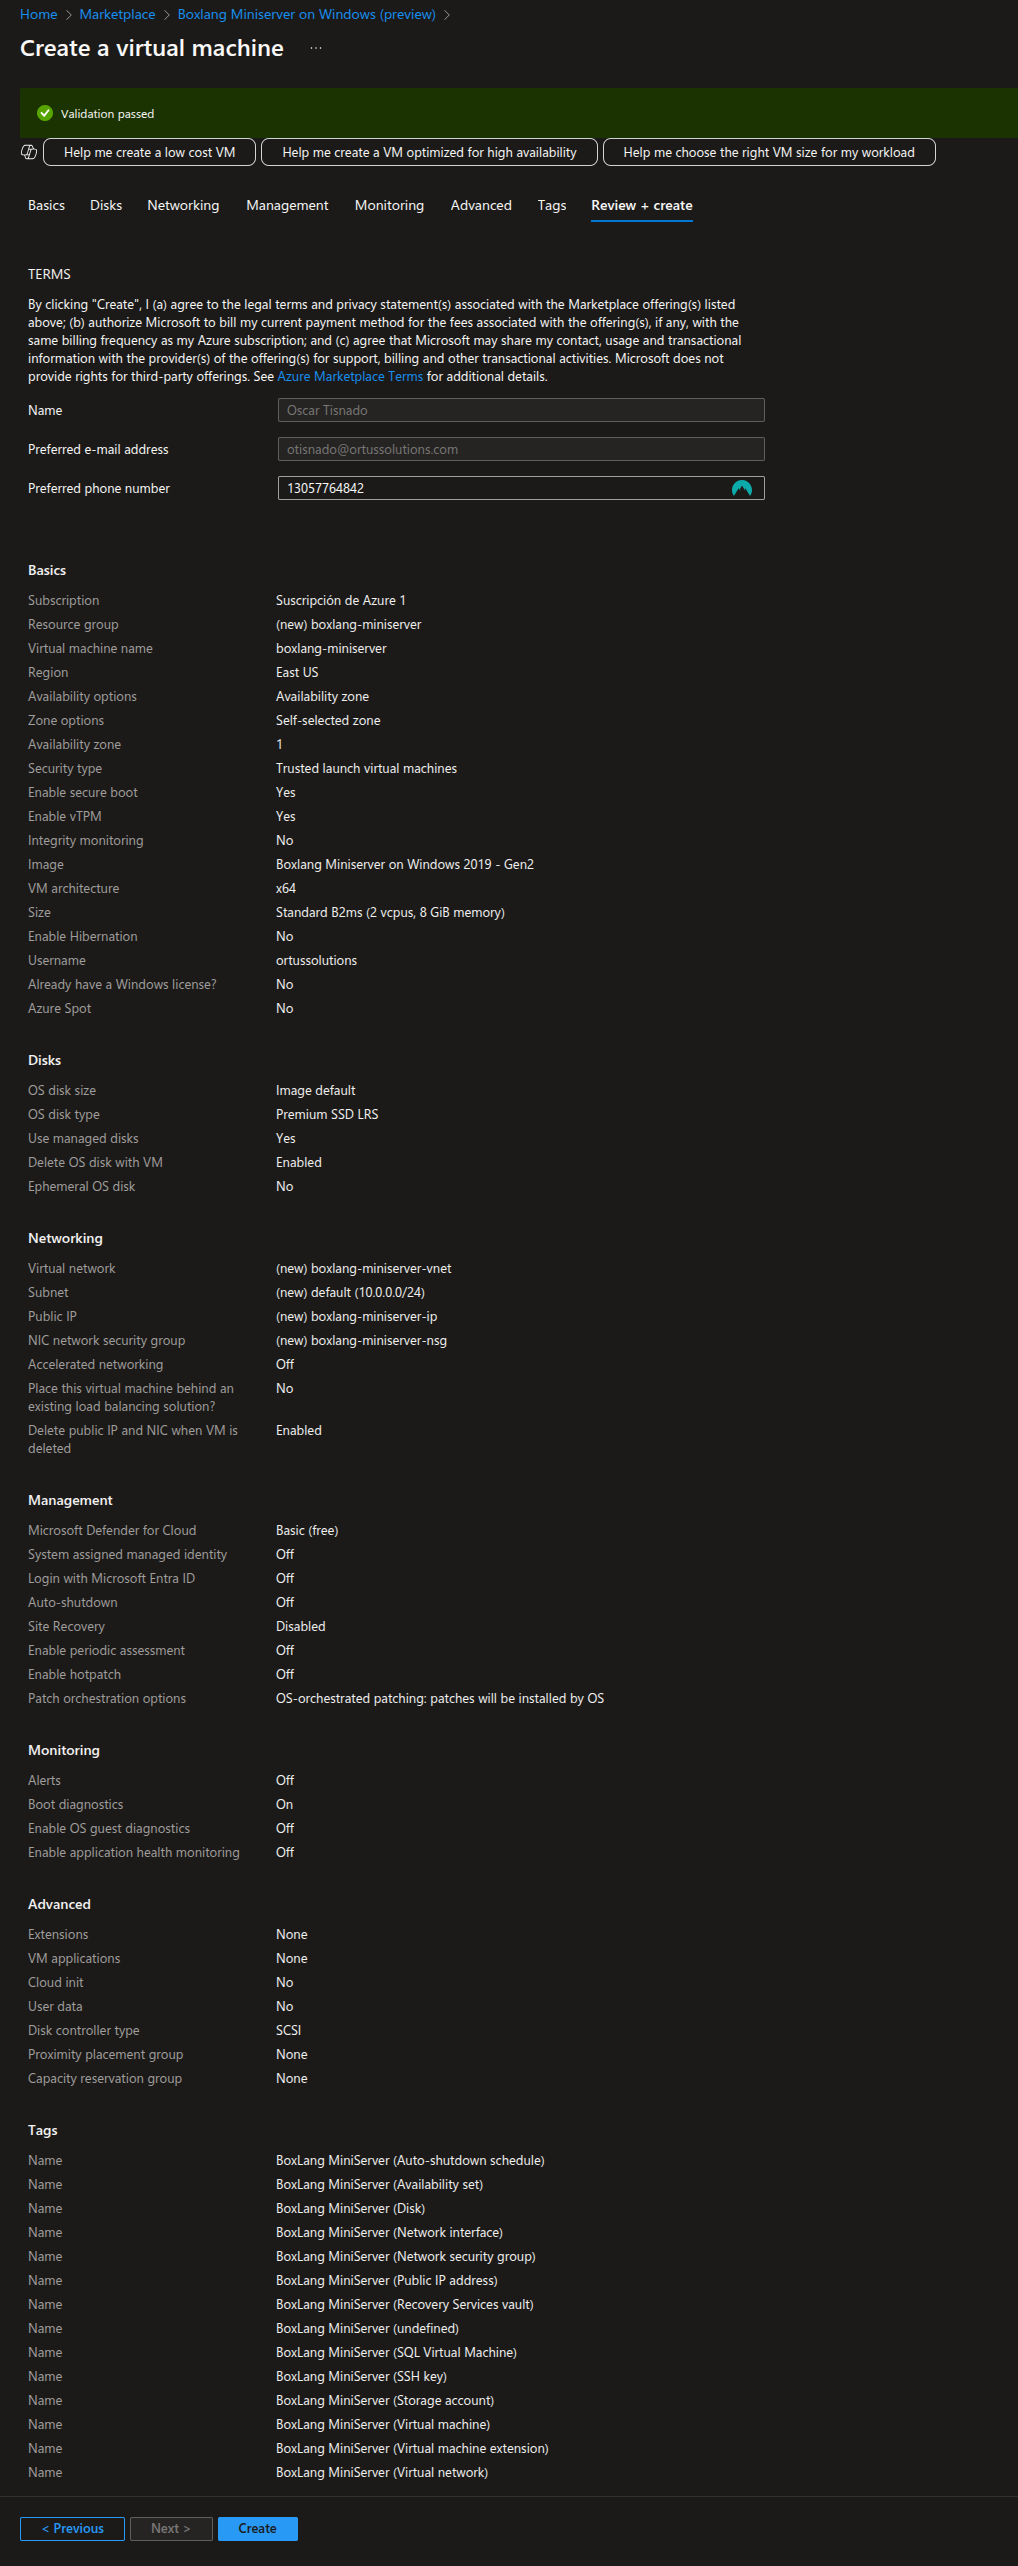 Home > Marketplace > Boxlang Miniserver on Windows (preview) >
Create a virtual machine ...
Validation passed
Help me create a low cost VM Help me create a VM optimized for high availability Help me choose the right VM size for my workload
Basics Disks Networking Management Monitoring Advanced Tags Review + create
TERMS
By clicking "Create", I (a) agree to the legal terms and privacy statement(s) associated with the Marketplace offering(s) listed
above; (b) authorize Microsoft to bill my current payment method for the fees associated with the offering(s), if any, with the
same billing frequency as my Azure subscription; and (c) agree that Microsoft may share my contact, usage and transactional
information with the provider(s) of the offering(s) for support, billing and other transactional activities. Microsoft does not
provide rights for third-party offerings. See Azure Marketplace Terms for additional details.
Name Oscar Tisnado
Preferred e-mail address otisnado@ortussolutions.com
Preferred phone number 13057764842
Basics
Subscription Suscripción de Azure 1
Resource group (new) boxlang-miniserver
Virtual machine name boxlang-miniserver
Region East US
Availability options Availability zone
Zone options Self-selected zone
Availability zone 1
Security type Trusted launch virtual machines
Enable secure boot Yes
Enable vTPM Yes
Integrity monitoring No
Image Boxlang Miniserver on Windows 2019 - Gen2
VM architecture x64
Size Standard B2ms (2 vcpus, 8 GiB memory)
Enable Hibernation No
Username ortussolutions
Already have a Windows license? No
Azure Spot No
Disks
OS disk size Image default
OS disk type Premium SSD LRS
Use managed disks Yes
Delete OS disk with VM Enabled
Ephemeral OS disk No
Networking
Virtual network (new) boxlang-miniserver-vnet
Subnet (new) default (10.0.0.0/24)
Public IP (new) boxlang-miniserver-ip
NIC network security group (new) boxlang-miniserver-nsg
Accelerated networking Off
Place this virtual machine behind an No
existing load balancing solution?
Delete public IP and NIC when VM is Enabled
deleted
Management
Microsoft Defender for Cloud Basic (free)
System assigned managed identity Off
Login with Microsoft Entra ID Off
Auto-shutdown Off
Site Recovery Disabled
Enable periodic assessment Off
Enable hotpatch Off
Patch orchestration options OS-orchestrated patching: patches will be installed by OS
Monitoring
Alerts Off
Boot diagnostics On
Enable OS guest diagnostics Off
Enable application health monitoring Off
Advanced
Extensions None
VM applications None
Cloud init No
User data No
Disk controller type SCSI
Proximity placement group None
Capacity reservation group None
Tags
Name BoxLang MiniServer (Auto-shutdown schedule)
Name BoxLang MiniServer (Availability set)
Name BoxLang MiniServer (Disk)
Name BoxLang MiniServer (Network interface)
Name BoxLang MiniServer (Network security group)
Name BoxLang MiniServer (Public IP address)
Name BoxLang MiniServer (Recovery Services vault)
Name BoxLang MiniServer (undefined)
Name BoxLang MiniServer (SQL Virtual Machine)
Name BoxLang MiniServer (SSH key)
Name BoxLang MiniServer (Storage account)
Name BoxLang MiniServer (Virtual machine)
Name BoxLang MiniServer (Virtual machine extension)
Name BoxLang MiniServer (Virtual network)
< Previous Next > Create